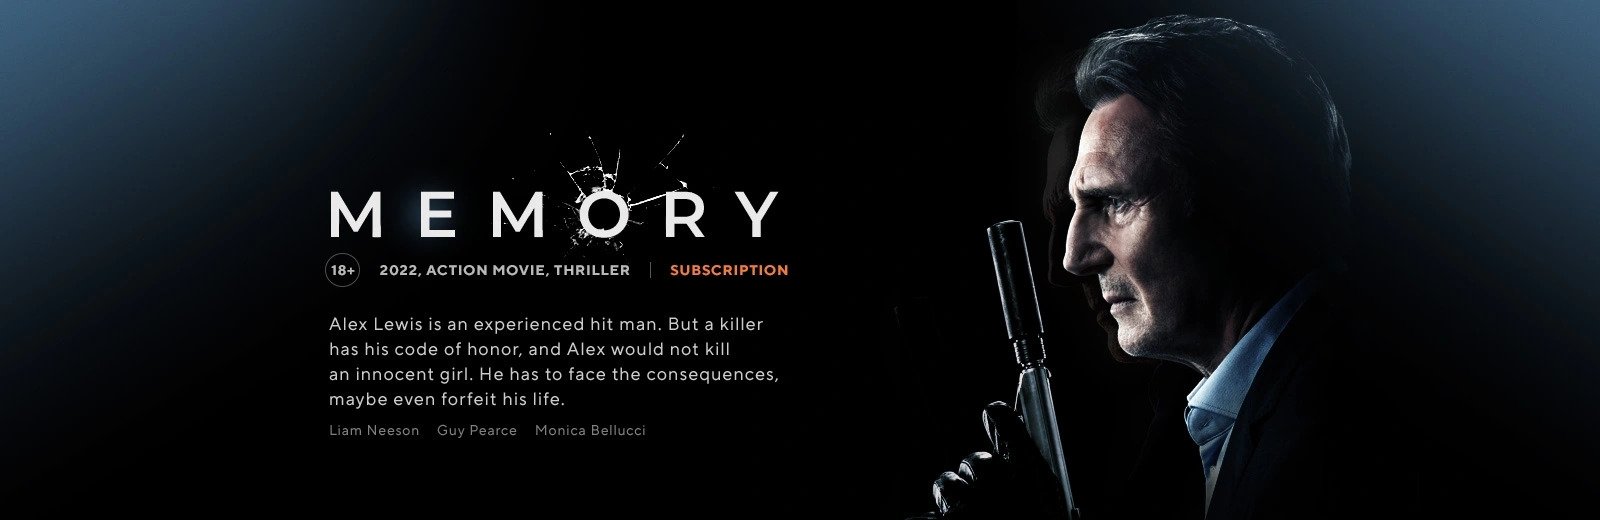 MEMORY
18+ 2022, ACTION MOVIE, THRILLER | SUBSCRIPTION
Alex Lewis is an experienced hit man. But a killer
has his code of honor, and Alex would not kill
an innocent girl. He has to face the consequences,
maybe even forfeit his life.
Liam Neeson Guy Pearce Monica Bellucci